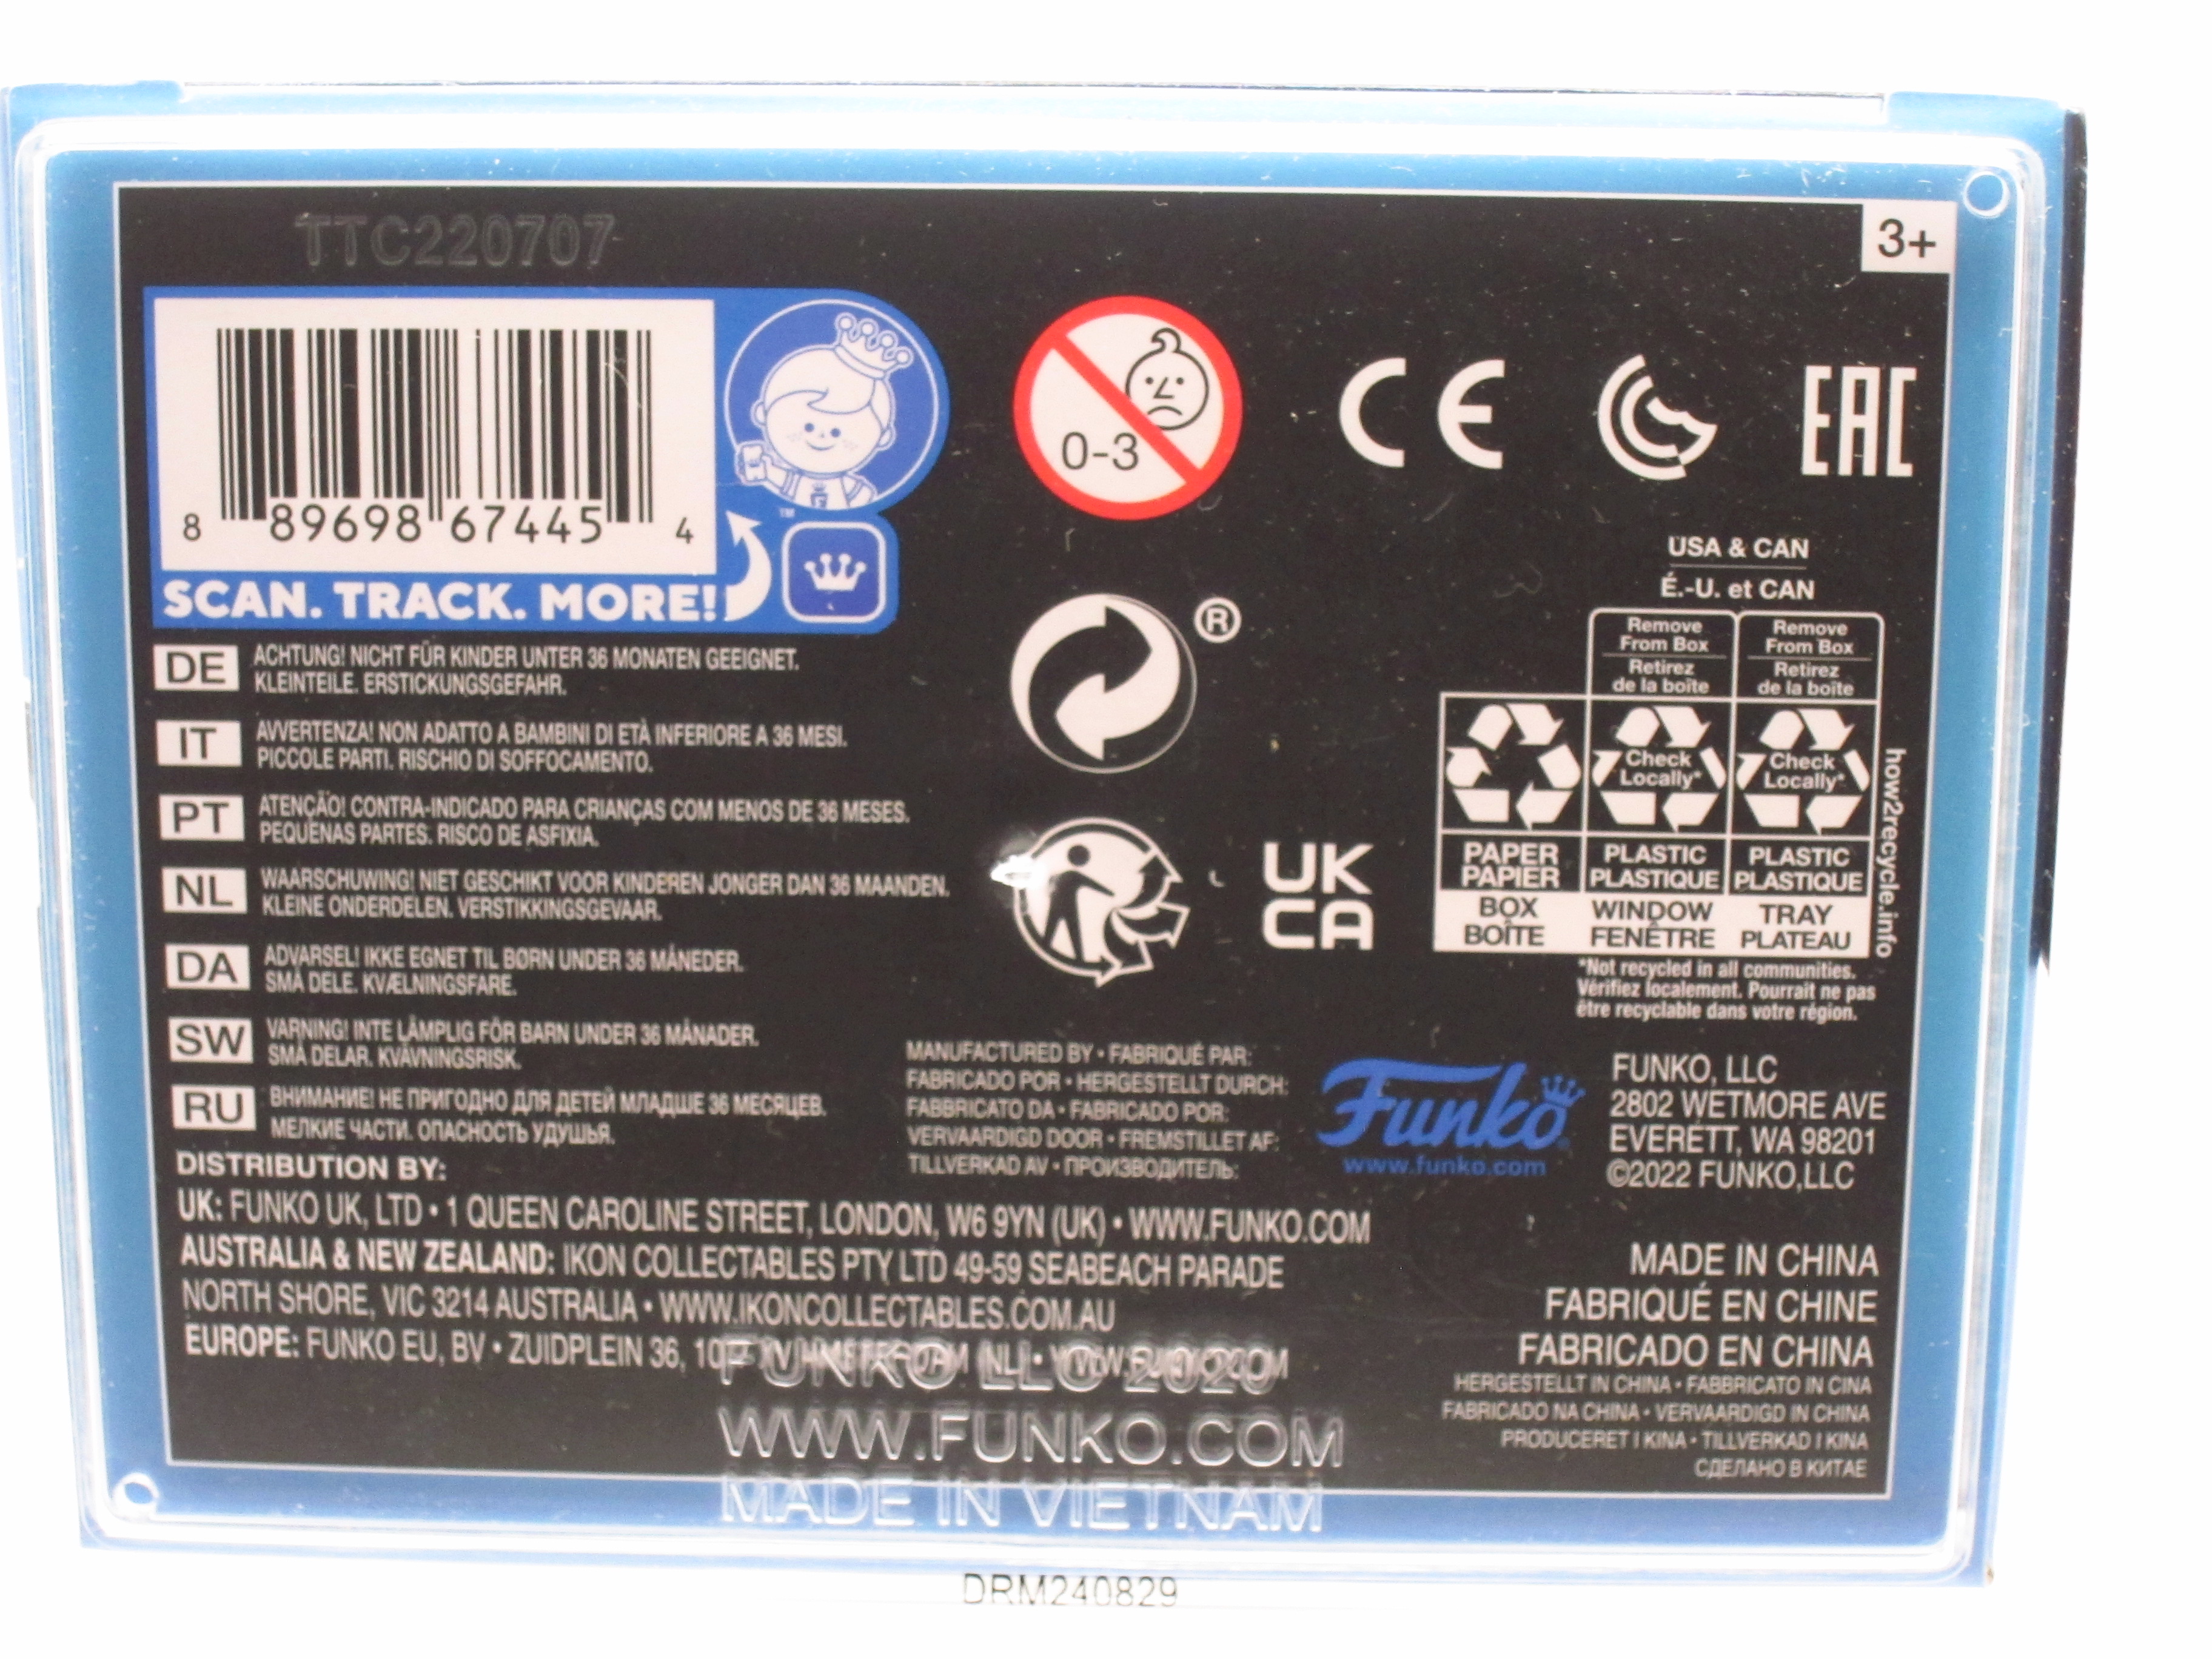 TTC220707
3+
8 89698 67445 4
™
SCAN. TRACK. MORE!
0-3
CE
EAC
®
UK
CA
USA & CAN
É.-U. et CAN
Remove
From Box
Retirez
de la boîte
Remove
From Box
Retirez
de la boîte
Check
Locally*
Check
Locally*
PAPER
PAPIER
PLASTIC
PLASTIQUE
PLASTIC
PLASTIQUE
BOX
BOÎTE
WINDOW
FENÊTRE
TRAY
PLATEAU
how2recycle.info
*Not recycled in all communities.
Vérifiez localement. Pourrait ne pas
être recyclable dans votre région.
DE ACHTUNG! NICHT FÜR KINDER UNTER 36 MONATEN GEEIGNET.
KLEINTEILE. ERSTICKUNGSGEFAHR.
IT AVVERTENZA! NON ADATTO A BAMBINI DI ETÀ INFERIORE A 36 MESI.
PICCOLE PARTI. RISCHIO DI SOFFOCAMENTO.
PT ATENÇÃO! CONTRA-INDICADO PARA CRIANÇAS COM MENOS DE 36 MESES.
PEQUENAS PARTES. RISCO DE ASFIXIA.
NL WAARSCHUWING! NIET GESCHIKT VOOR KINDEREN JONGER DAN 36 MAANDEN.
KLEINE ONDERDELEN. VERSTIKKINGSGEVAAR.
DA ADVARSEL! IKKE EGNET TIL BØRN UNDER 36 MÅNEDER.
SMÅ DELE. KVÆLNINGSFARE.
SW VARNING! INTE LÄMPLIG FÖR BARN UNDER 36 MÅNADER.
SMÅ DELAR. KVÄVNINGSRISK.
RU ВНИМАНИЕ! НЕ ПРИГОДНО ДЛЯ ДЕТЕЙ МЛАДШЕ 36 МЕСЯЦЕВ.
МЕЛКИЕ ЧАСТИ. ОПАСНОСТЬ УДУШЬЯ.
MANUFACTURED BY • FABRIQUÉ PAR:
FABRICADO POR • HERGESTELLT DURCH:
FABBRICATO DA • FABRICADO POR:
VERVAARDIGD DOOR • FREMSTILLET AF:
TILLVERKAD AV • ПРОИЗВОДИТЕЛЬ:
Funko
www.funko.com
FUNKO, LLC
2802 WETMORE AVE
EVERETT, WA 98201
©2022 FUNKO,LLC
DISTRIBUTION BY:
UK: FUNKO UK, LTD • 1 QUEEN CAROLINE STREET, LONDON, W6 9YN (UK) • WWW.FUNKO.COM
AUSTRALIA & NEW ZEALAND: IKON COLLECTABLES PTY LTD 49-59 SEABEACH PARADE
NORTH SHORE, VIC 3214 AUSTRALIA • WWW.IKONCOLLECTABLES.COM.AU
EUROPE: FUNKO EU, BV • ZUIDPLEIN 36,
MADE IN CHINA
FABRIQUÉ EN CHINE
FABRICADO EN CHINA
HERGESTELLT IN CHINA • FABBRICATO IN CINA
FABRICADO NA CHINA • VERVAARDIGD IN CHINA
PRODUCERET I KINA • TILLVERKAD I KINA
СДЕЛАНО В КИТАЕ
FUNKO LLC 2020
WWW.FUNKO.COM
MADE IN VIETNAM
DRM240829